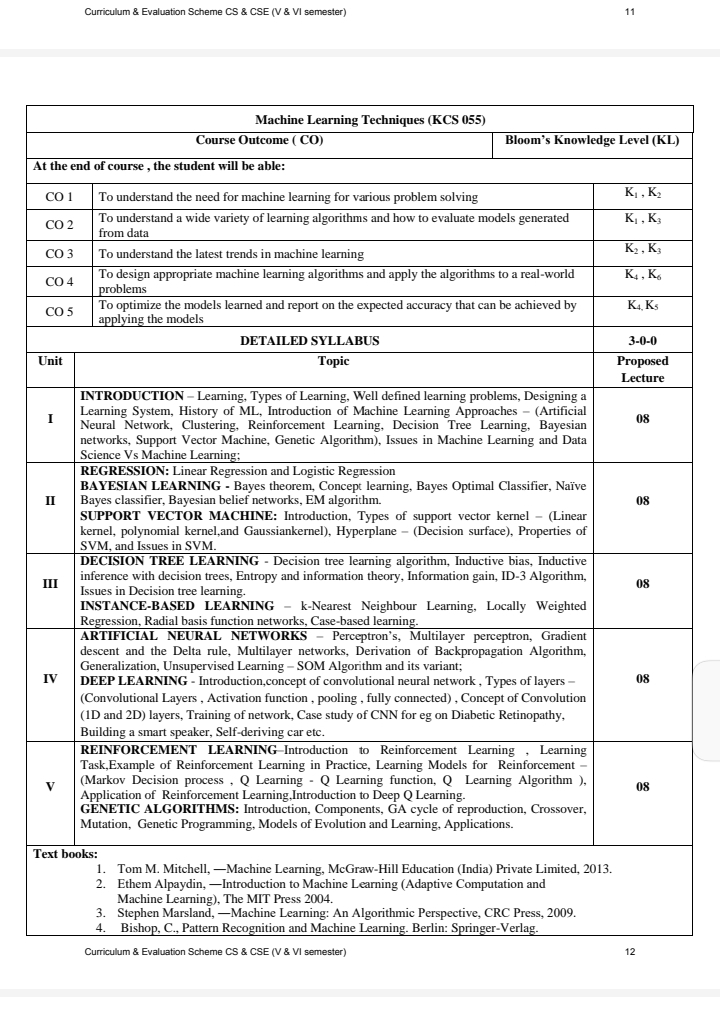 Curriculum & Evaluation Scheme CS & CSE (V & VI semester) 11
Machine Learning Techniques (KCS 055)
Course Outcome ( CO) Bloom's Knowledge Level (KL)
At the end of course , the student will be able:
CO 1 To understand the need for machine learning for various problem solving K1 , K2
CO 2 To understand a wide variety of learning algorithms and how to evaluate models generated
from data K1 , K3
CO 3 To understand the latest trends in machine learning K2 , K3
CO 4 To design appropriate machine learning algorithms and apply the algorithms to a real-world
problems K4 , K6
CO 5 To optimize the models learned and report on the expected accuracy that can be achieved by
applying the models K4, K5
DETAILED SYLLABUS 3-0-0
Unit Topic Proposed
Lecture
I
INTRODUCTION – Learning, Types of Learning, Well defined learning problems, Designing a
Learning System, History of ML, Introduction of Machine Learning Approaches – (Artificial
Neural Network, Clustering, Reinforcement Learning, Decision Tree Learning, Bayesian
networks, Support Vector Machine, Genetic Algorithm), Issues in Machine Learning and Data
Science Vs Machine Learning;
08
II
REGRESSION: Linear Regression and Logistic Regression
BAYESIAN LEARNING - Bayes theorem, Concept learning, Bayes Optimal Classifier, Naïve
Bayes classifier, Bayesian belief networks, EM algorithm.
SUPPORT VECTOR MACHINE: Introduction, Types of support vector kernel – (Linear
kernel, polynomial kernel,and Gaussiankernel), Hyperplane – (Decision surface), Properties of
SVM, and Issues in SVM.
08
III
DECISION TREE LEARNING - Decision tree learning algorithm, Inductive bias, Inductive
inference with decision trees, Entropy and information theory, Information gain, ID-3 Algorithm,
Issues in Decision tree learning.
INSTANCE-BASED LEARNING – k-Nearest Neighbour Learning, Locally Weighted
Regression, Radial basis function networks, Case-based learning.
08
IV
ARTIFICIAL NEURAL NETWORKS – Perceptron's, Multilayer perceptron, Gradient
descent and the Delta rule, Multilayer networks, Derivation of Backpropagation Algorithm,
Generalization, Unsupervised Learning – SOM Algorithm and its variant;
DEEP LEARNING - Introduction,concept of convolutional neural network , Types of layers –
(Convolutional Layers , Activation function , pooling , fully connected) , Concept of Convolution
(1D and 2D) layers, Training of network, Case study of CNN for eg on Diabetic Retinopathy,
Building a smart speaker, Self-deriving car etc.
08
V
REINFORCEMENT LEARNING–Introduction to Reinforcement Learning , Learning
Task,Example of Reinforcement Learning in Practice, Learning Models for Reinforcement –
(Markov Decision process , Q Learning - Q Learning function, Q Learning Algorithm ),
Application of Reinforcement Learning,Introduction to Deep Q Learning.
GENETIC ALGORITHMS: Introduction, Components, GA cycle of reproduction, Crossover,
Mutation, Genetic Programming, Models of Evolution and Learning, Applications.
08
Text books:
1. Tom M. Mitchell, ―Machine Learning, McGraw-Hill Education (India) Private Limited, 2013.
2. Ethem Alpaydin, ―Introduction to Machine Learning (Adaptive Computation and
Machine Learning), The MIT Press 2004.
3. Stephen Marsland, ―Machine Learning: An Algorithmic Perspective, CRC Press, 2009.
4. Bishop, C., Pattern Recognition and Machine Learning. Berlin: Springer-Verlag.
Curriculum & Evaluation Scheme CS & CSE (V & VI semester) 12